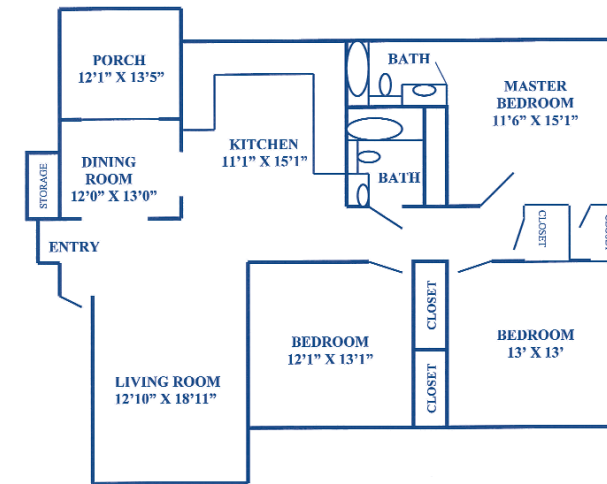 PORCH
12'1" X 13'5"
BATH
MASTER
BEDROOM
11'6" X 15'1"
KITCHEN
11'1" X 15'1"
DINING
ROOM
12'0" X 13'0"
STORAGE
BATH
ENTRY
CLOSET
BEDROOM
12'1" X 13'1"
CLOSET
BEDROOM
13' X 13'
LIVING ROOM
12'10" X 18'11"
CLOSET